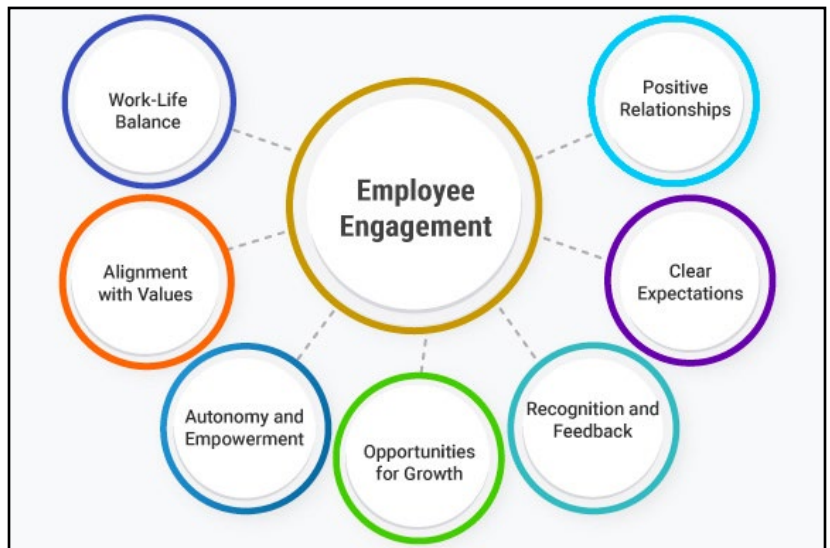 Work-Life
Balance
Positive
Relationships
Employee
Engagement
Alignment
with Values
Clear
Expectations
Autonomy and
Empowerment
Opportunities
for Growth
Recognition and
Feedback